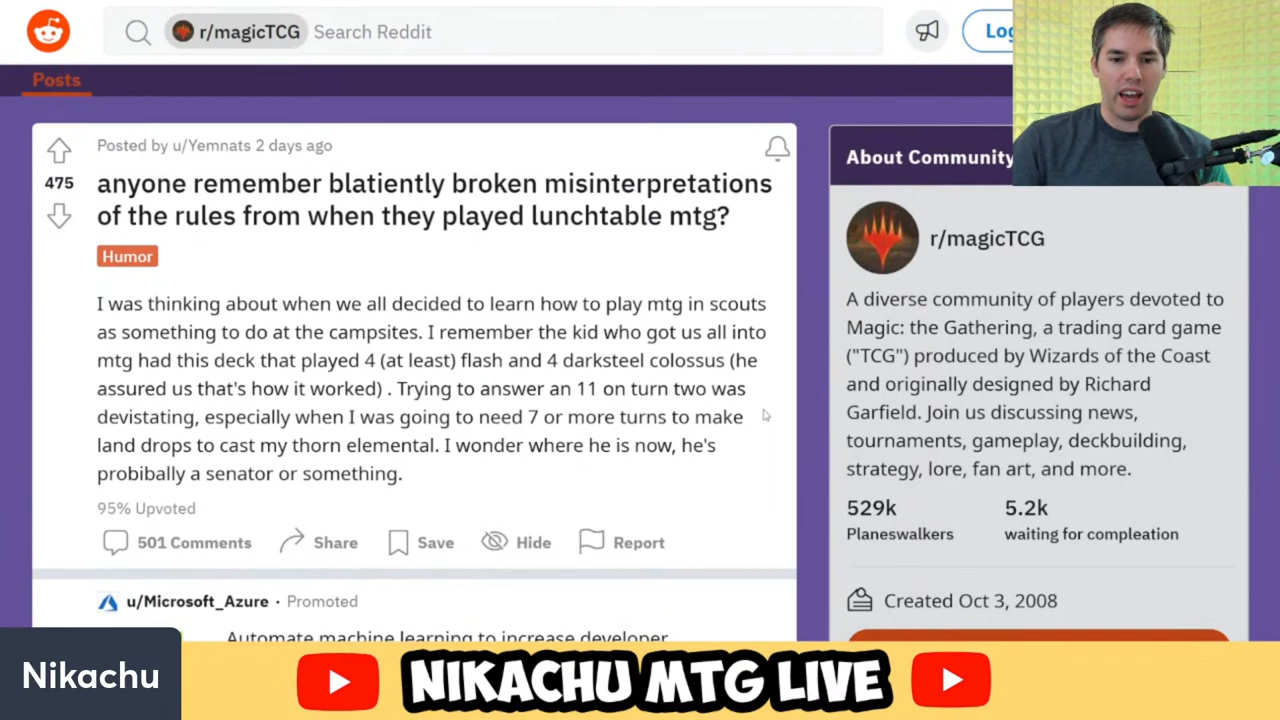 r/magicTCG Search Reddit
Log
Posts
Posted by u/Yemnats 2 days ago
475
anyone remember blatiently broken misinterpretations
of the rules from when they played lunchtable mtg?
Humor
I was thinking about when we all decided to learn how to play mtg in scouts
as something to do at the campsites. I remember the kid who got us all into
mtg had this deck that played 4 (at least) flash and 4 darksteel colossus (he
assured us that's how it worked) . Trying to answer an 11 on turn two was
devistating, especially when I was going to need 7 or more turns to make
land drops to cast my thorn elemental. I wonder where he is now, he's
probibally a senator or something.
95% Upvoted
501 Comments Share Save Hide Report
u/Microsoft_Azure · Promoted
Automate machine learning to increase developer
About Community
r/magicTCG
A diverse community of players devoted to
Magic: the Gathering, a trading card game
("TCG") produced by Wizards of the Coast
and originally designed by Richard
Garfield. Join us discussing news,
tournaments, gameplay, deckbuilding,
strategy, lore, fan art, and more.
529k 5.2k
Planeswalkers waiting for compleation
Created Oct 3, 2008
Nikachu
NIKACHU MTG LIVE